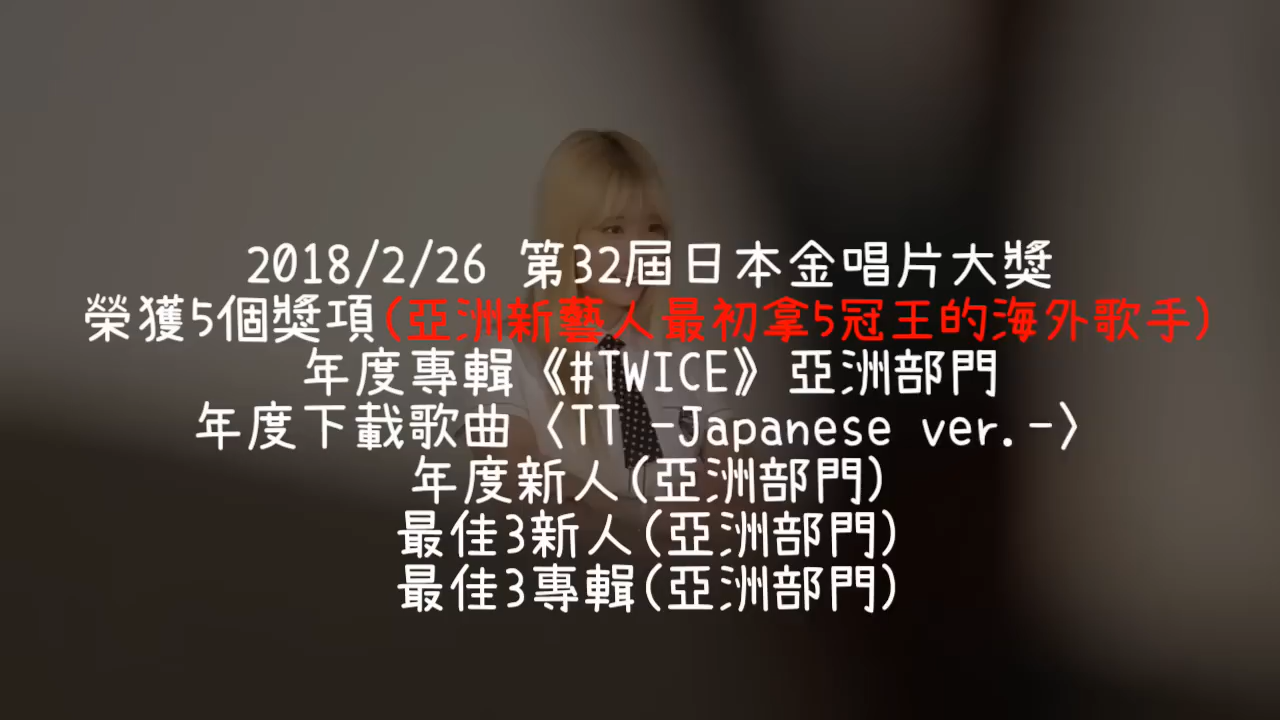 2018/2/26 第32屆日本金唱片大獎
榮獲5個獎項(亞洲新藝人最初拿5冠王的海外歌手)
年度專輯《#TWICE》亞洲部門
年度下載歌曲〈TT -Japanese ver.-〉
年度新人(亞洲部門)
最佳3新人(亞洲部門)
最佳3專輯(亞洲部門)